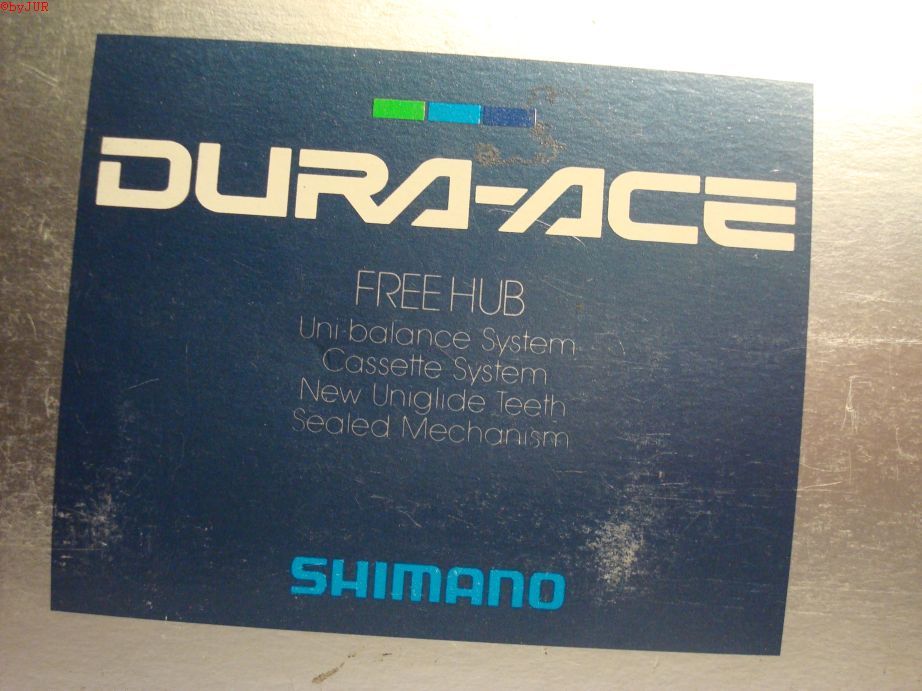 ©byJUR
DURA-ACE
FREE HUB
Uni-balance System
Cassette System
New Uniglide Teeth
Sealed Mechanism
SHIMANO